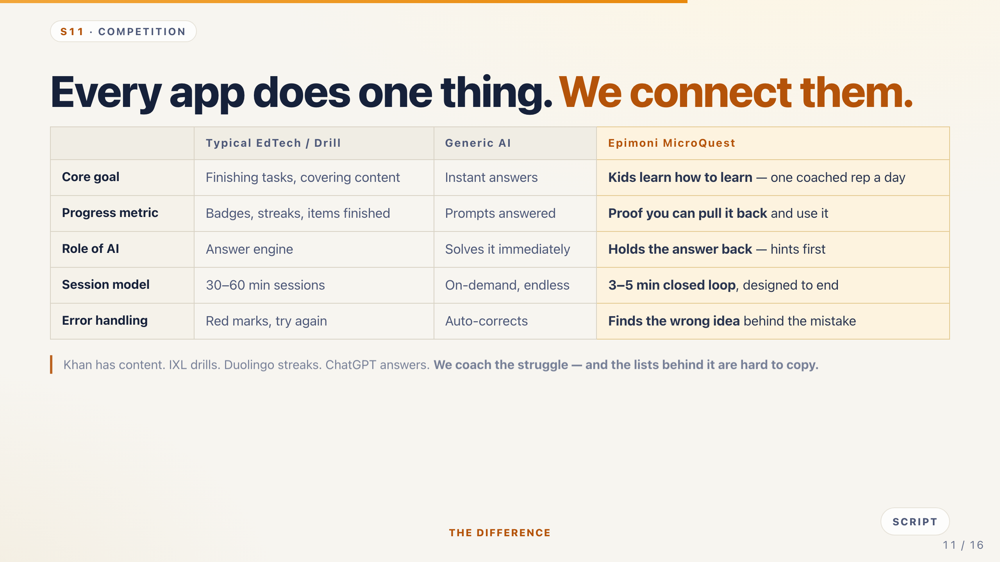 S11 · COMPETITION
Every app does one thing. We connect them.
Typical EdTech / Drill Generic AI Epimoni MicroQuest
Core goal Finishing tasks, covering content Instant answers Kids learn how to learn — one coached rep a day
Progress metric Badges, streaks, items finished Prompts answered Proof you can pull it back and use it
Role of AI Answer engine Solves it immediately Holds the answer back — hints first
Session model 30–60 min sessions On-demand, endless 3–5 min closed loop, designed to end
Error handling Red marks, try again Auto-corrects Finds the wrong idea behind the mistake
Khan has content. IXL drills. Duolingo streaks. ChatGPT answers. We coach the struggle — and the lists behind it are hard to copy.
SCRIPT
THE DIFFERENCE
11 / 16